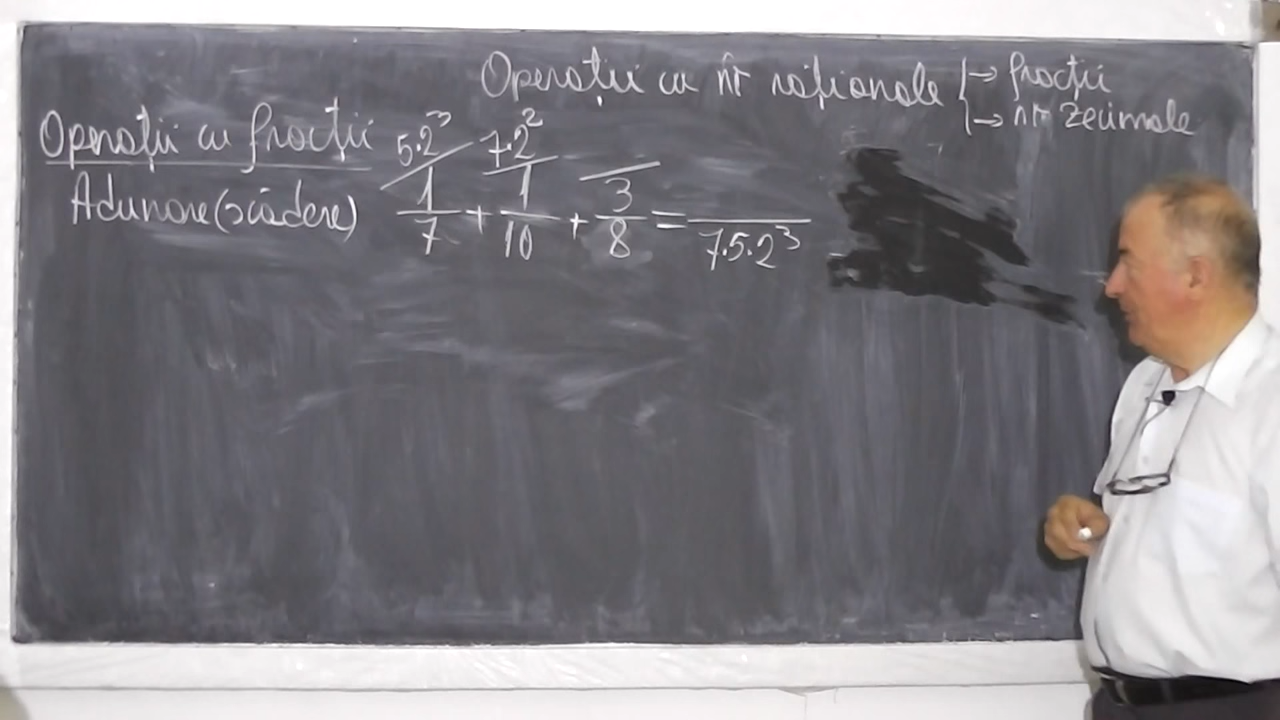 Operații cu nr raționale → fracții
→ nr zecimale
Operații cu fracții
5·2³ 7·2²
Adunare (scădere) 1/7 + 1/10 + 3/8 = /7·5·2³